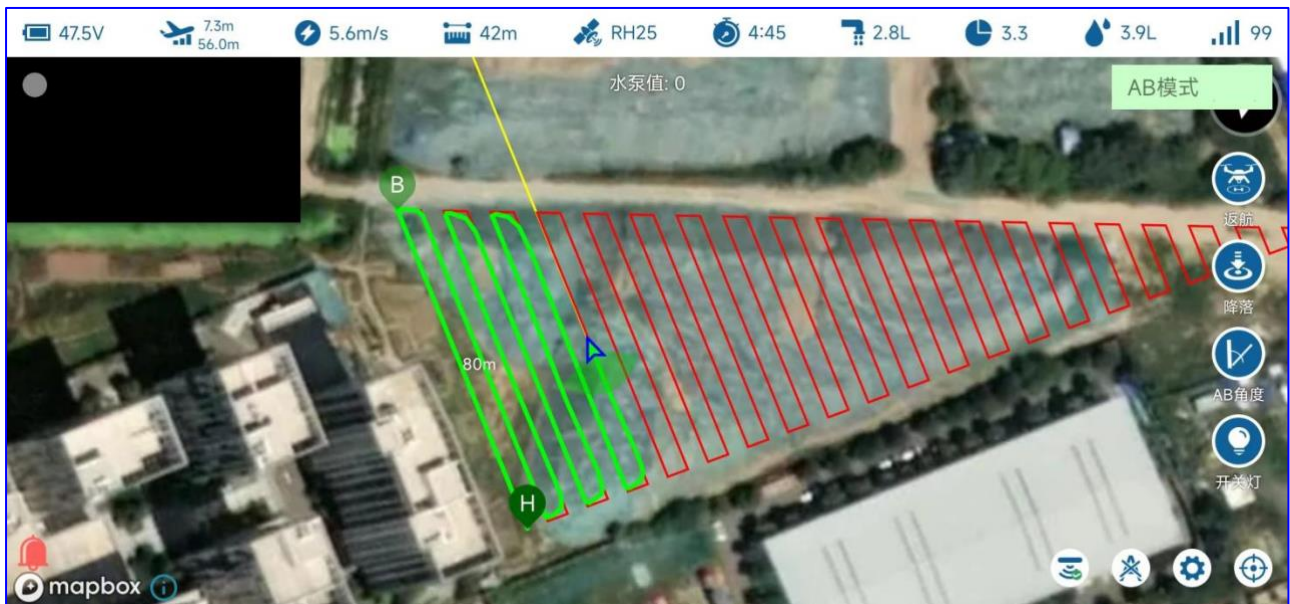 47.5V
7.3m
56.0m
5.6m/s
42m
RH25
4:45
2.8L
3.3
3.9L
99
水泵值: 0
AB模式
B
返航
降落
80m
AB角度
H
开关灯
mapbox